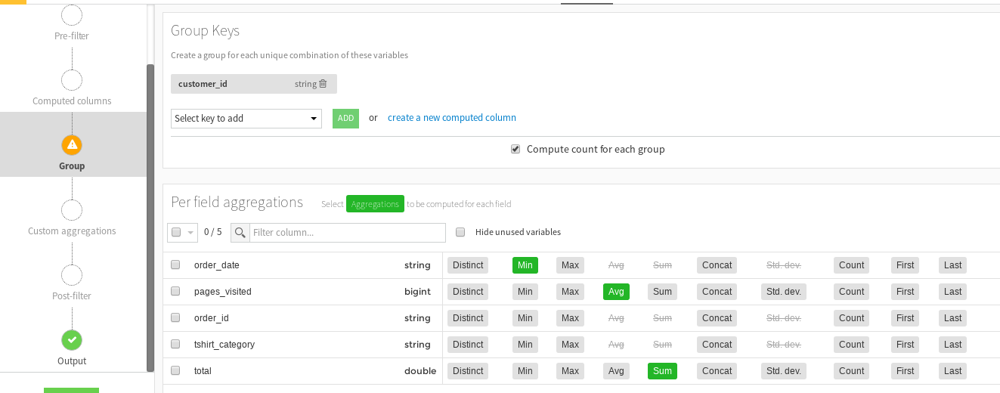 Pre-filter
Computed columns
Group
Custom aggregations
Post-filter
Output
Group Keys
Create a group for each unique combination of these variables
customer_id string
Select key to add ADD or create a new computed column
Compute count for each group
Per field aggregations Select Aggregations to be computed for each field
0 / 5 Filter column... Hide unused variables
order_date string Distinct Min Max Avg Sum Concat Std. dev. Count First Last
pages_visited bigint Distinct Min Max Avg Sum Concat Std. dev. Count First Last
order_id string Distinct Min Max Avg Sum Concat Std. dev. Count First Last
tshirt_category string Distinct Min Max Avg Sum Concat Std. dev. Count First Last
total double Distinct Min Max Avg Sum Concat Std. dev. Count First Last